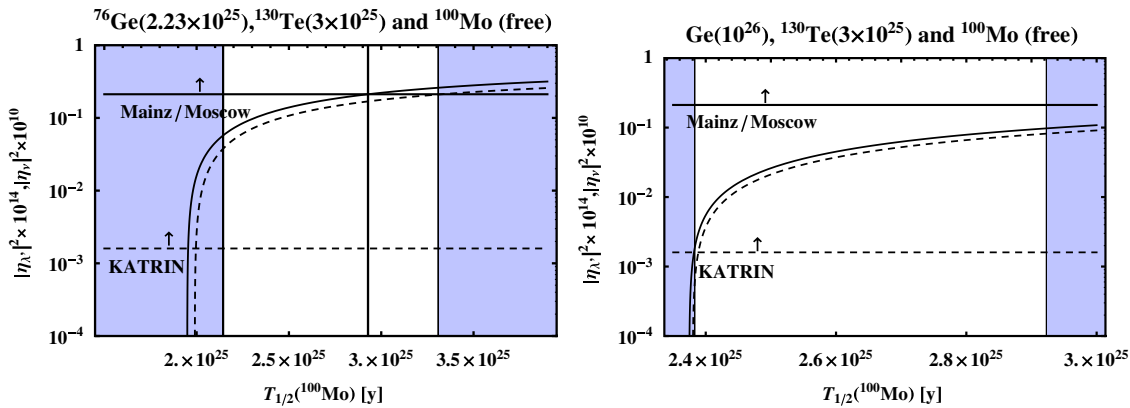 ⁷⁶Ge(2.23×10²⁵),¹³⁰Te(3×10²⁵) and ¹⁰⁰Mo (free)
|η_λ'|² × 10¹⁴, |η_ν|² × 10¹⁰
1
10⁻¹
10⁻²
10⁻³
10⁻⁴
↑
Mainz/Moscow
↑
KATRIN
2. × 10²⁵ 2.5 × 10²⁵ 3. × 10²⁵ 3.5 × 10²⁵
T₁/₂(¹⁰⁰Mo) [y]
Ge(10²⁶), ¹³⁰Te(3×10²⁵) and ¹⁰⁰Mo (free)
|η_λ'|² × 10¹⁴, |η_ν|² × 10¹⁰
1
10⁻¹
10⁻²
10⁻³
10⁻⁴
↑
Mainz/Moscow
↑
KATRIN
2.4 × 10²⁵ 2.6 × 10²⁵ 2.8 × 10²⁵ 3. × 10²⁵
T₁/₂(¹⁰⁰Mo) [y]